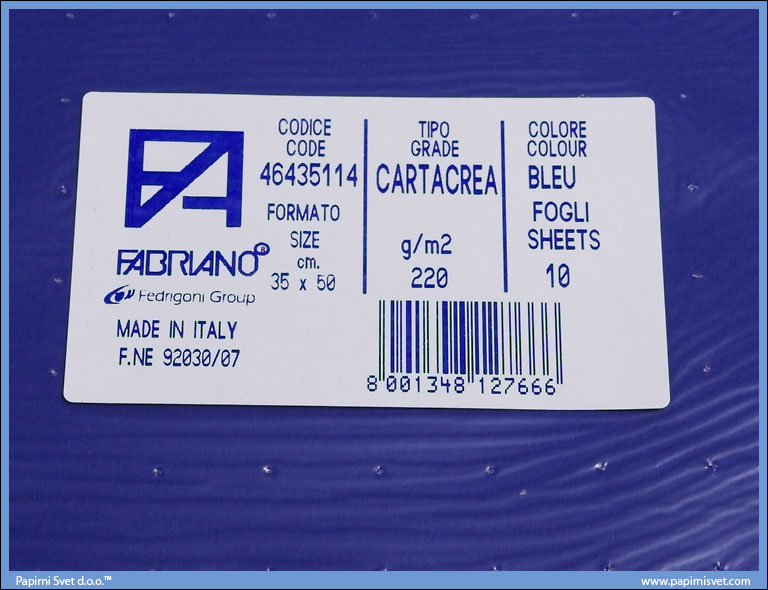 CODICE
CODE
46435114
FORMATO
SIZE
cm.
35 x 50
TIPO
GRADE
CARTACREA
g/m2
220
COLORE
COLOUR
BLEU
FOGLI
SHEETS
10
FABRIANO®
Fedrigoni Group
MADE IN ITALY
F.NE 92030/07
8 001348 127666
Papirni Svet d.o.o.™
www.papirnisvet.com